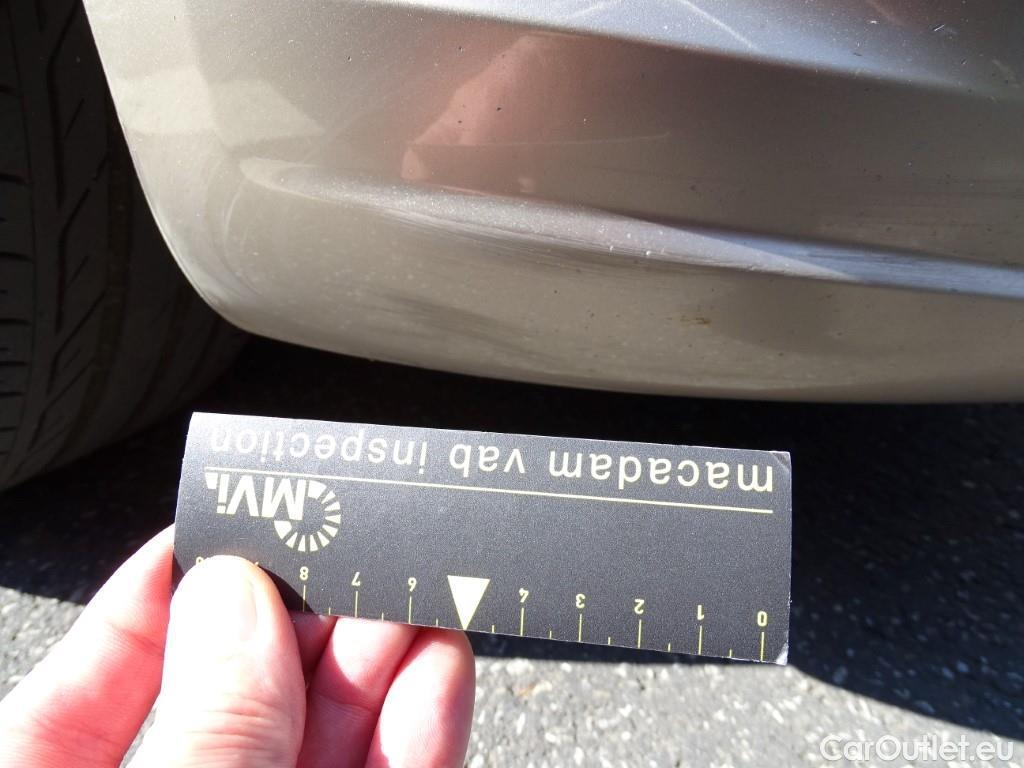 macadam vab inspection
MVi
0 1 2 3 4 6 7 8
CarOutlet.eu